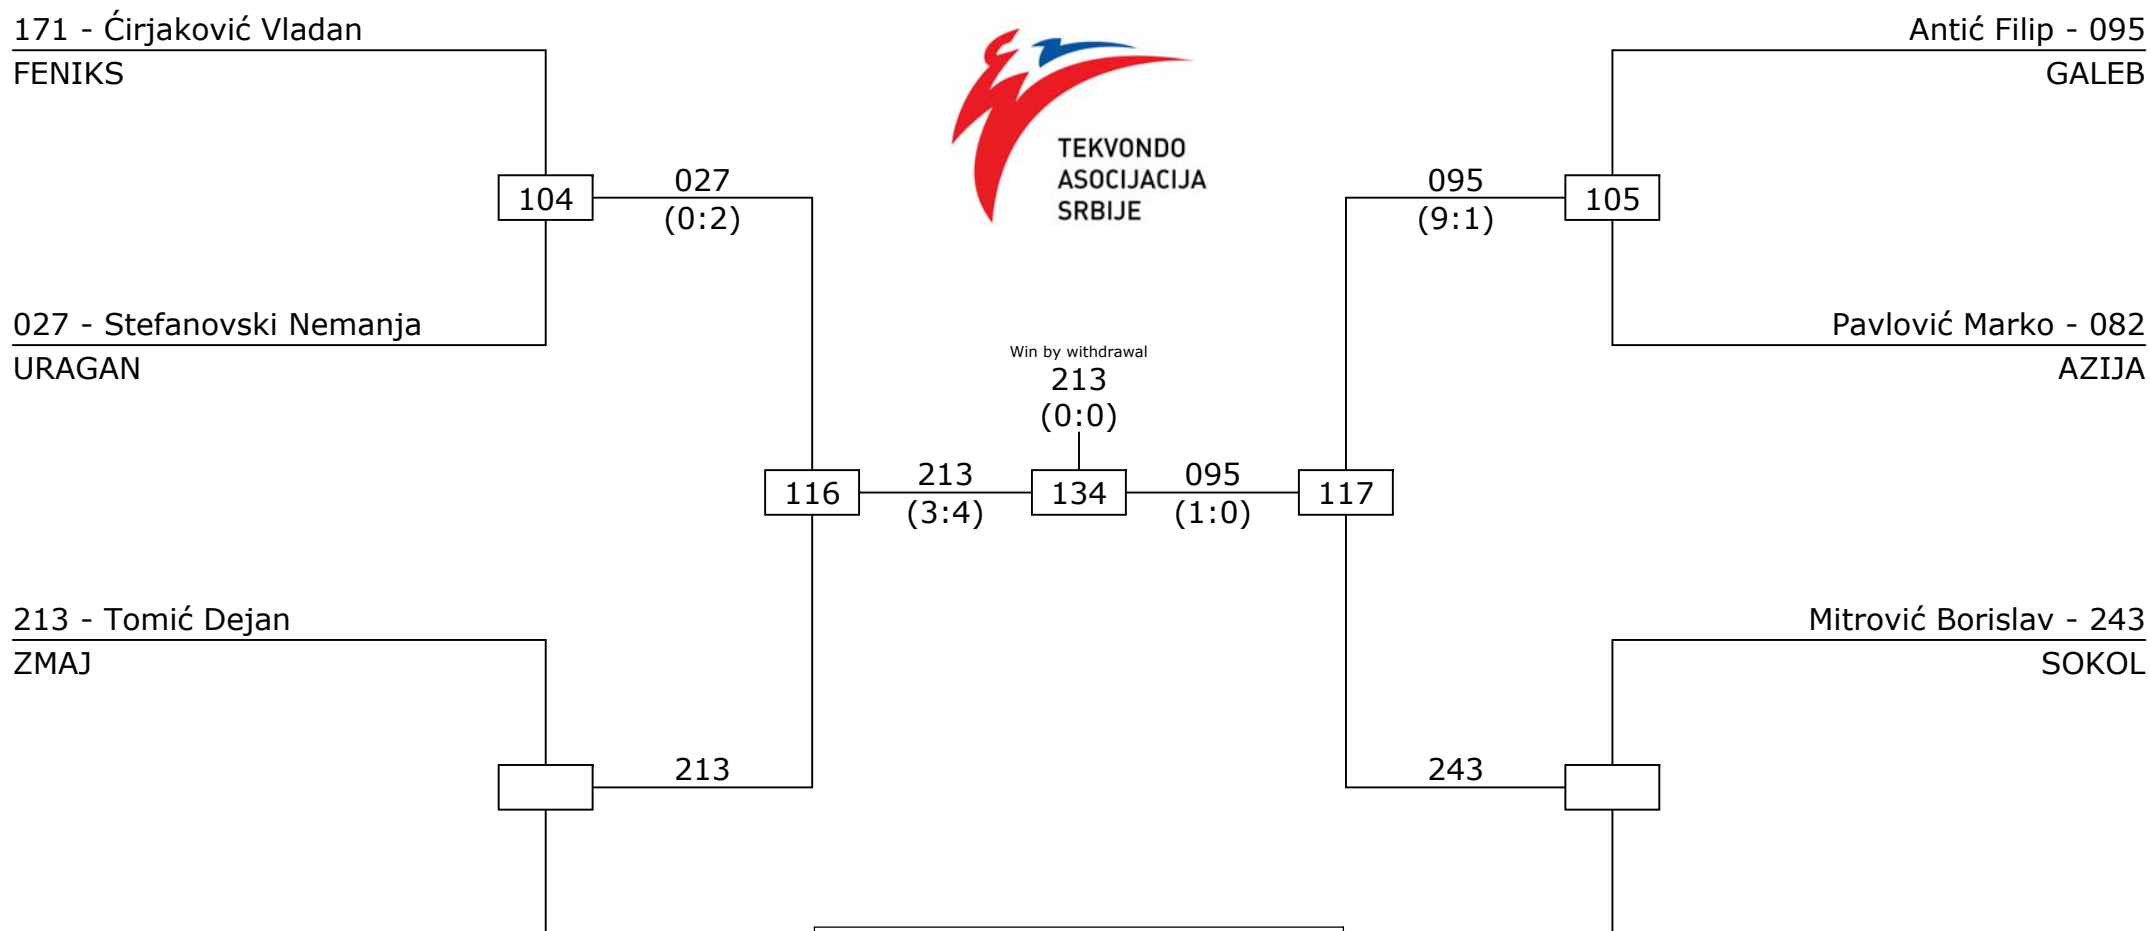 171 - Ćirjaković Vladan
FENIKS
Antić Filip - 095
GALEB
TEKVONDO
ASOCIJACIJA
SRBIJE
104
027
(0:2)
095
(9:1)
105
027 - Stefanovski Nemanja
URAGAN
Pavlović Marko - 082
AZIJA
Win by withdrawal
213
(0:0)
116
213
(3:4)
134
095
(1:0)
117
213 - Tomić Dejan
ZMAJ
Mitrović Borislav - 243
SOKOL
213
243